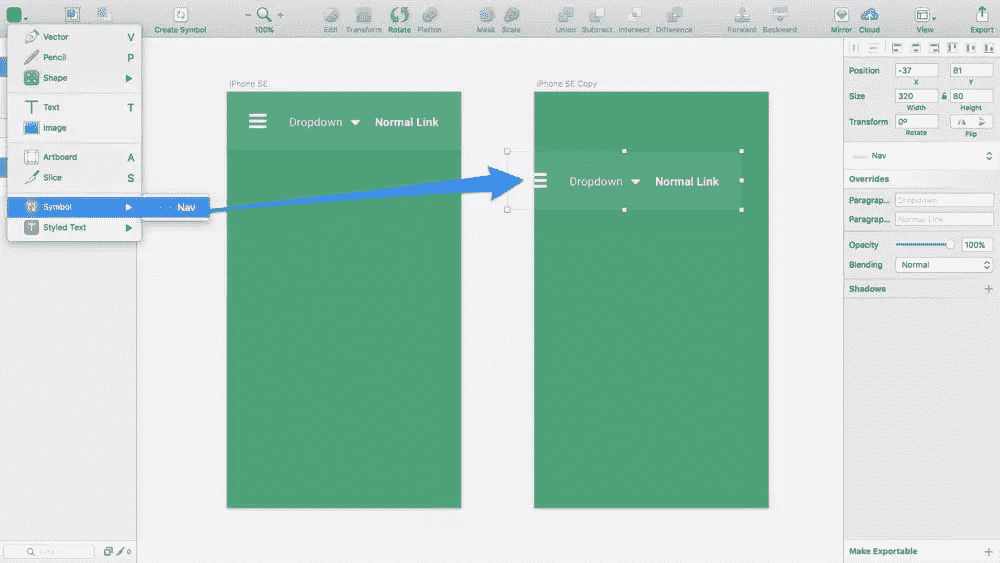 Create Symbol
100%
Edit Transform Rotate Flatten
Mask Scale
Union Subtract Intersect Difference
Forward Backward
Mirror Cloud
View
Export
Vector V
Pencil P
Shape
Text T
Image
Artboard A
Slice S
Symbol
Nav
Styled Text
iPhone SE
Dropdown Normal Link
iPhone SE Copy
Dropdown Normal Link
Position -37 81
X Y
Size 320 80
Width Height
Transform 0º
Rotate Flip
Nav
Overrides
Paragrap... Dropdown
Paragrap... Normal Link
Opacity 100%
Blending Normal
Shadows
Make Exportable
0